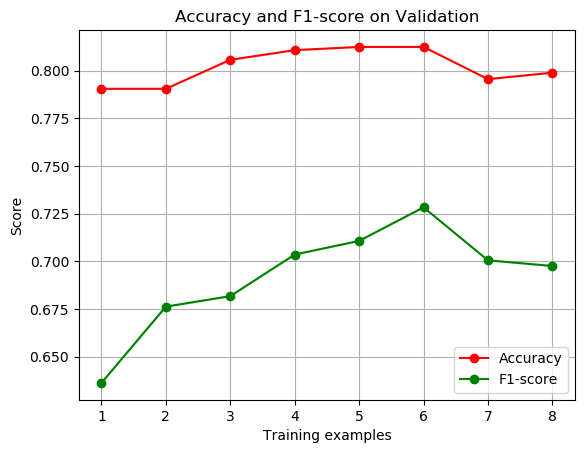 Accuracy and F1-score on Validation
Score
0.800
0.775
0.750
0.725
0.700
0.675
0.650
1 2 3 4 5 6 7 8
Training examples
Accuracy
F1-score